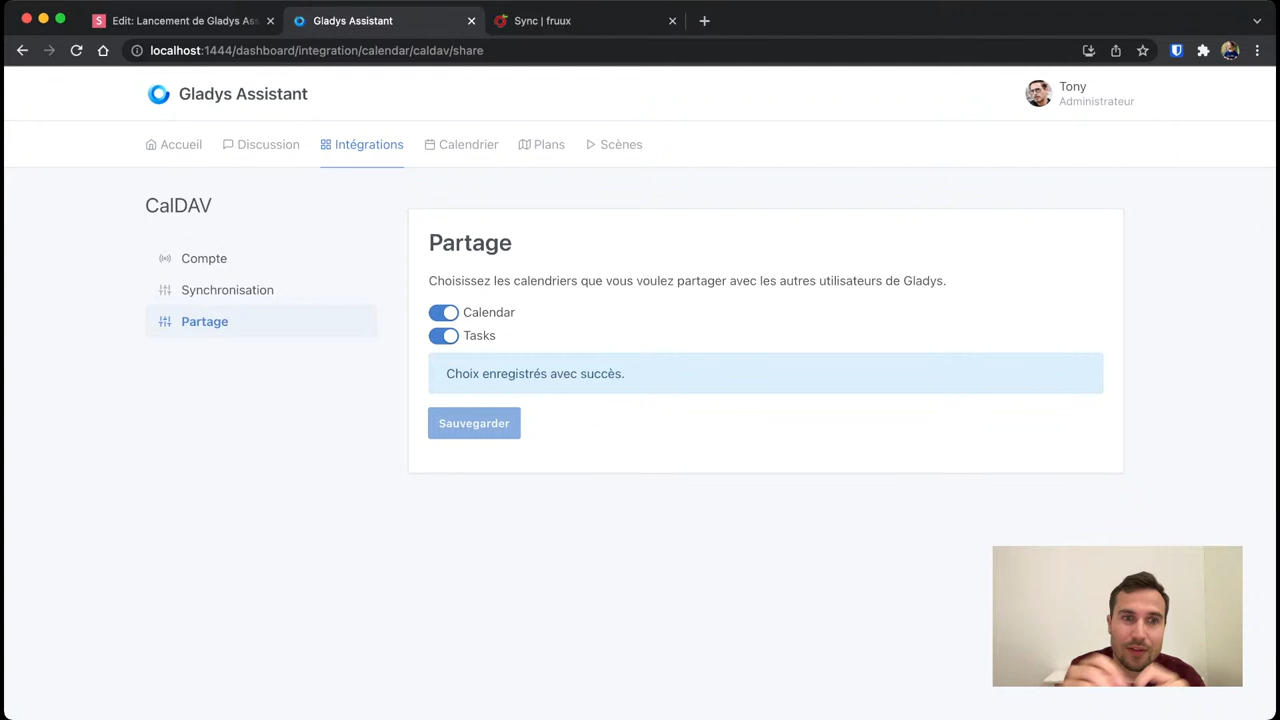 Edit: Lancement de Gladys Ass
Gladys Assistant
Sync | fruux
localhost:1444/dashboard/integration/calendar/caldav/share
Gladys Assistant
Tony
Administrateur
Accueil
Discussion
Intégrations
Calendrier
Plans
Scènes
CalDAV
Compte
Synchronisation
Partage
Partage
Choisissez les calendriers que vous voulez partager avec les autres utilisateurs de Gladys.
Calendar
Tasks
Choix enregistrés avec succès.
Sauvegarder